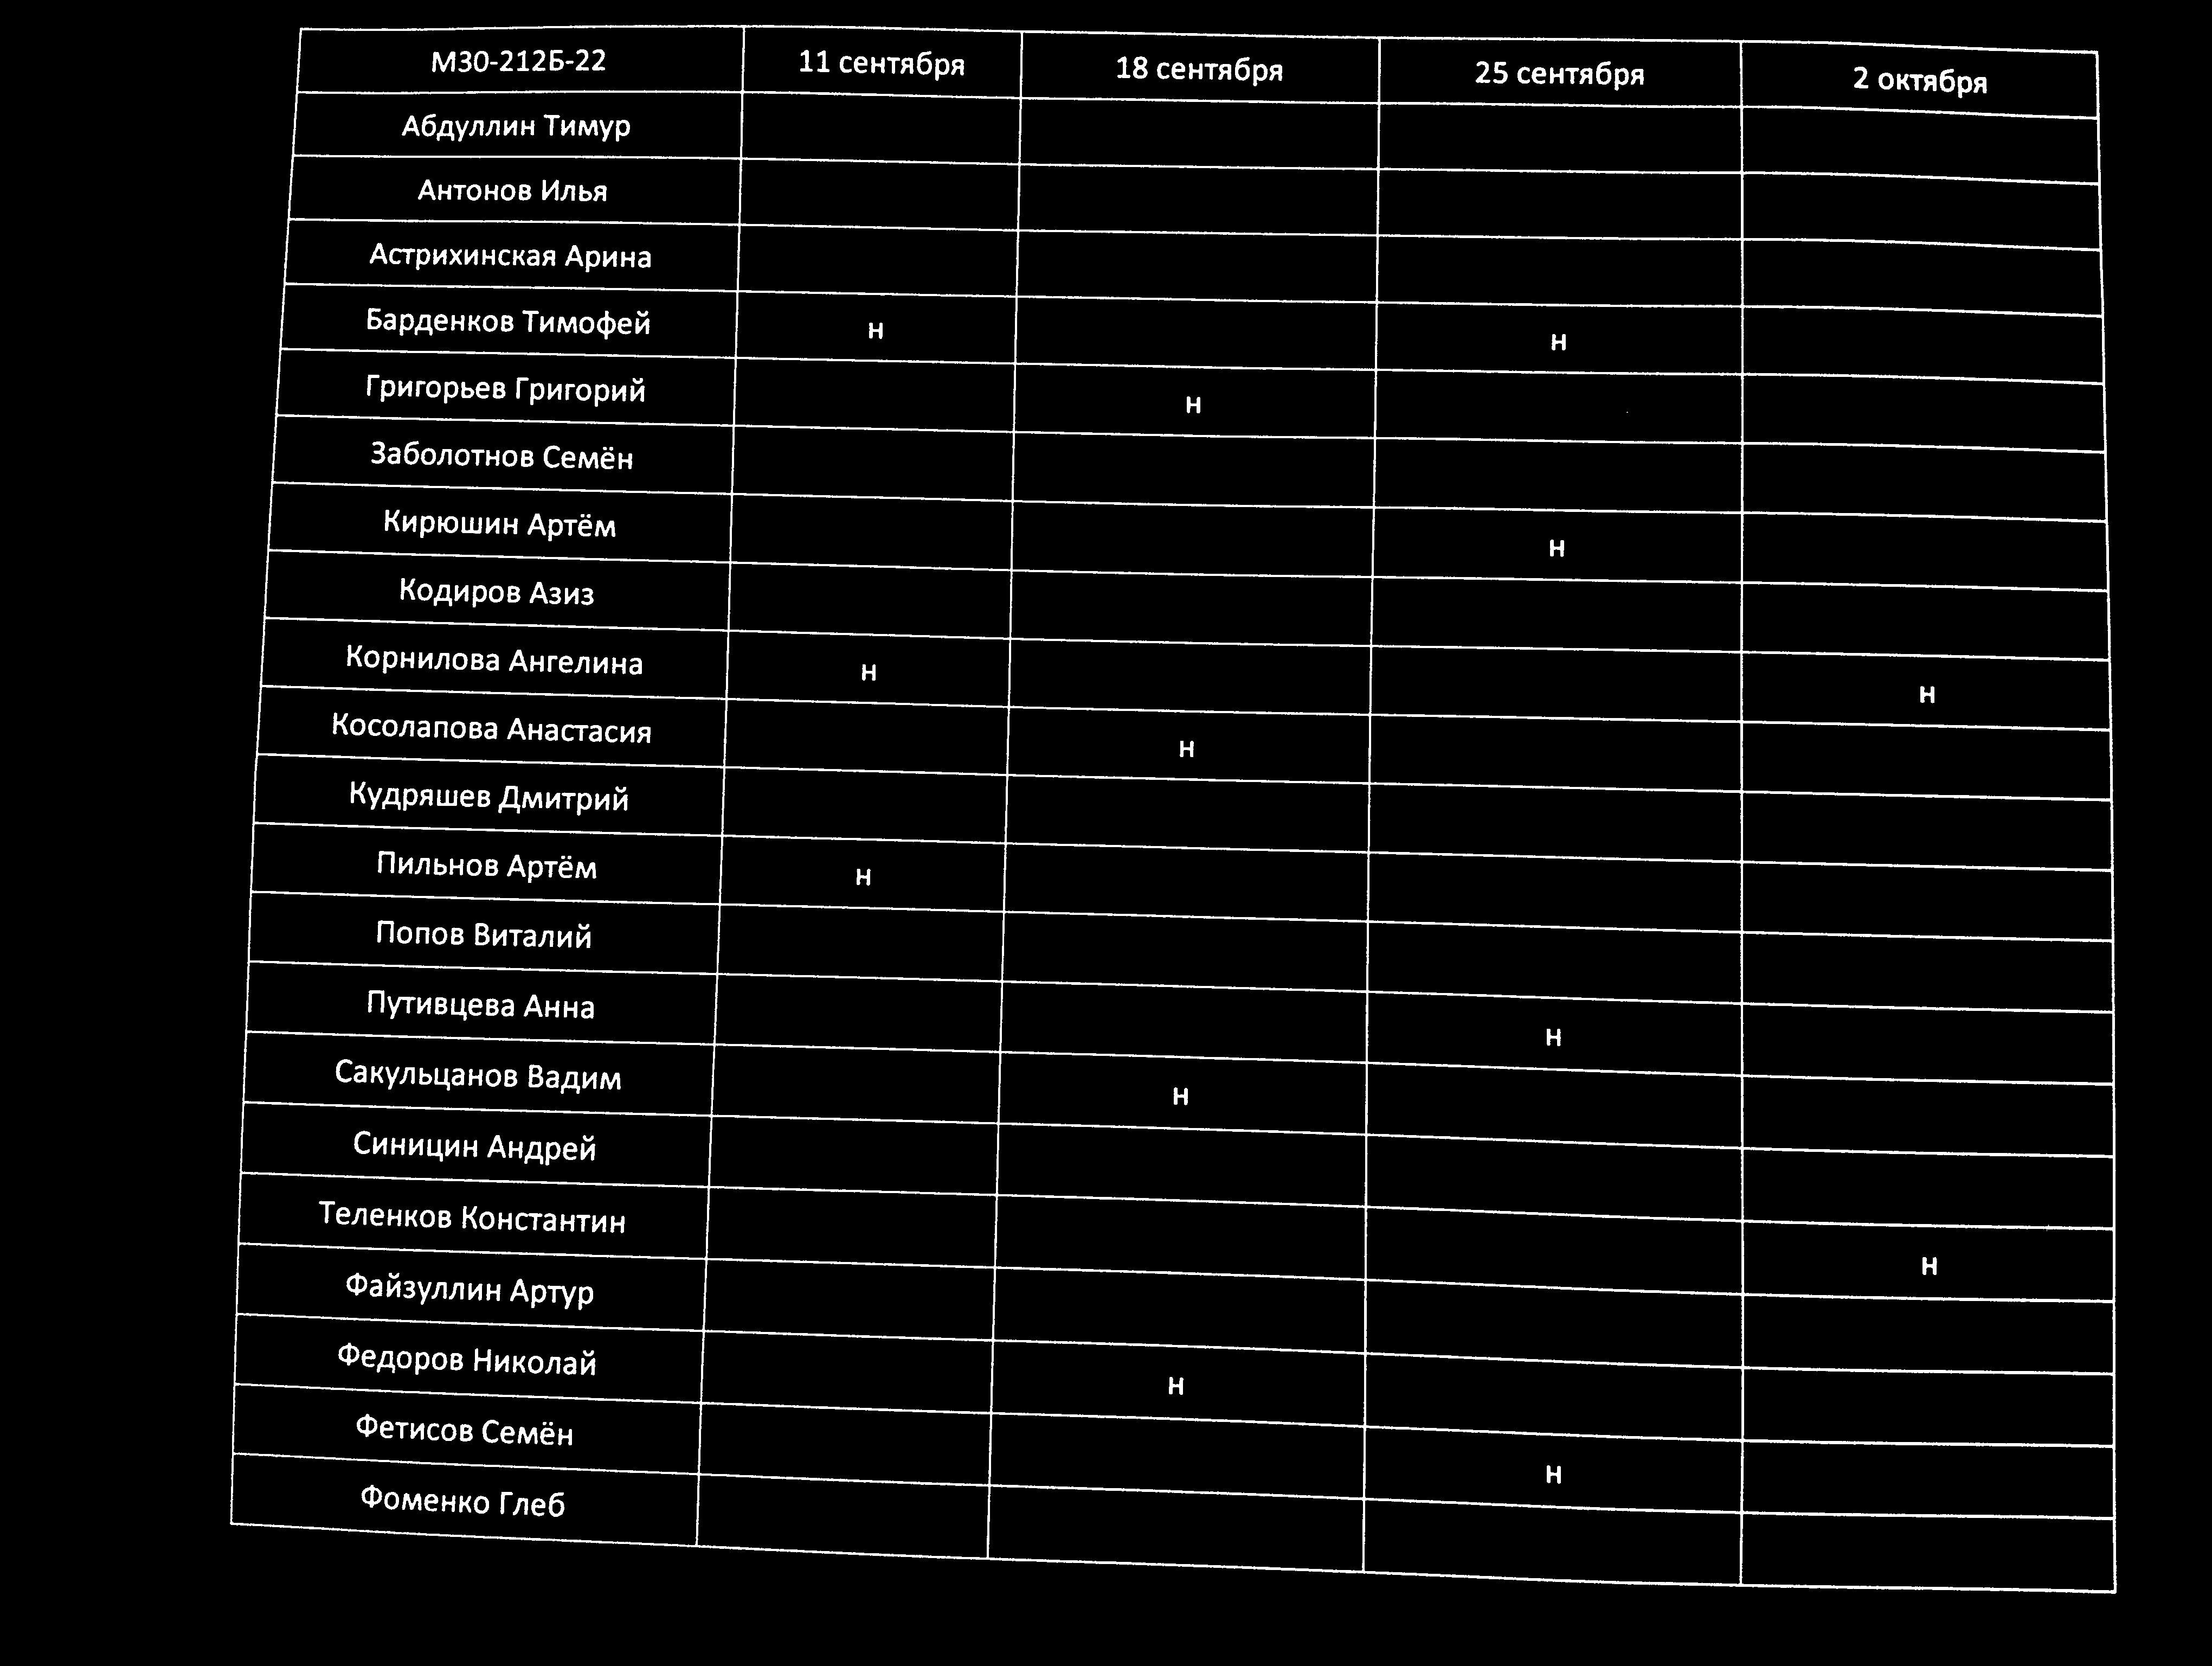 М30-212Б-22 11 сентября 18 сентября 25 сентября 2 октября
Абдуллин Тимур
Антонов Илья
Астрихинская Арина
Барденков Тимофей н н
Григорьев Григорий н
Заболотнов Семён
Кирюшин Артём н
Кодиров Азиз
Корнилова Ангелина н н
Косолапова Анастасия н
Кудряшев Дмитрий
Пильнов Артём н
Попов Виталий
Путивцева Анна н
Сакульцанов Вадим н
Синицин Андрей
Теленков Константин н
Файзуллин Артур
Федоров Николай н
Фетисов Семён н
Фоменко Глеб